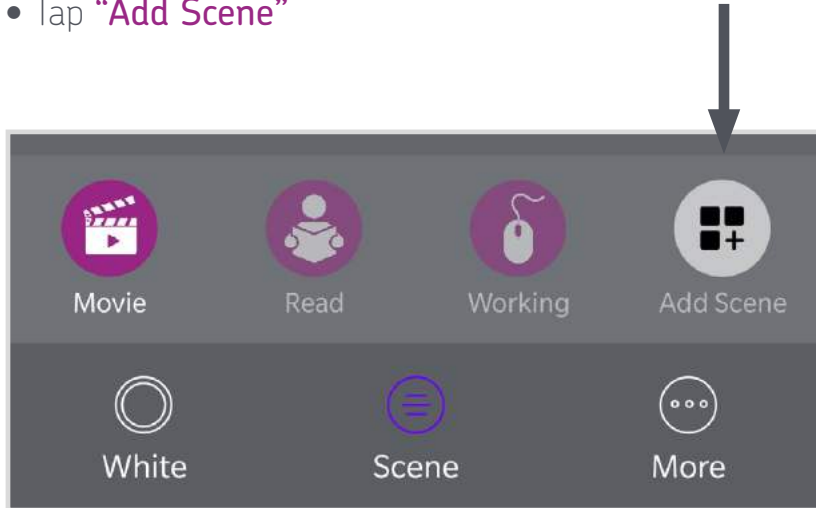 • Tap “Add Scene”
Movie Read Working Add Scene
White Scene More